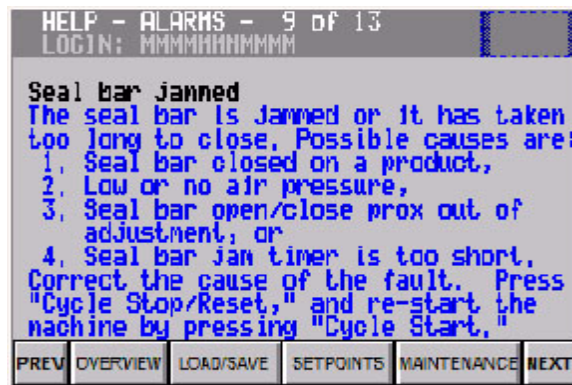 HELP - ALARMS - 9 of 13
LOGIN: MMMMMMMMMMM
Seal bar jammed
The seal bar is jammed or it has taken
too long to close. Possible causes are:
1. Seal bar closed on a product,
2. Low or no air pressure,
3. Seal bar open/close prox out of
adjustment, or
4. Seal bar jam timer is too short.
Correct the cause of the fault. Press
"Cycle Stop/Reset," and re-start the
machine by pressing "Cycle Start."
PREV OVERVIEW LOAD/SAVE SETPOINTS MAINTENANCE NEXT